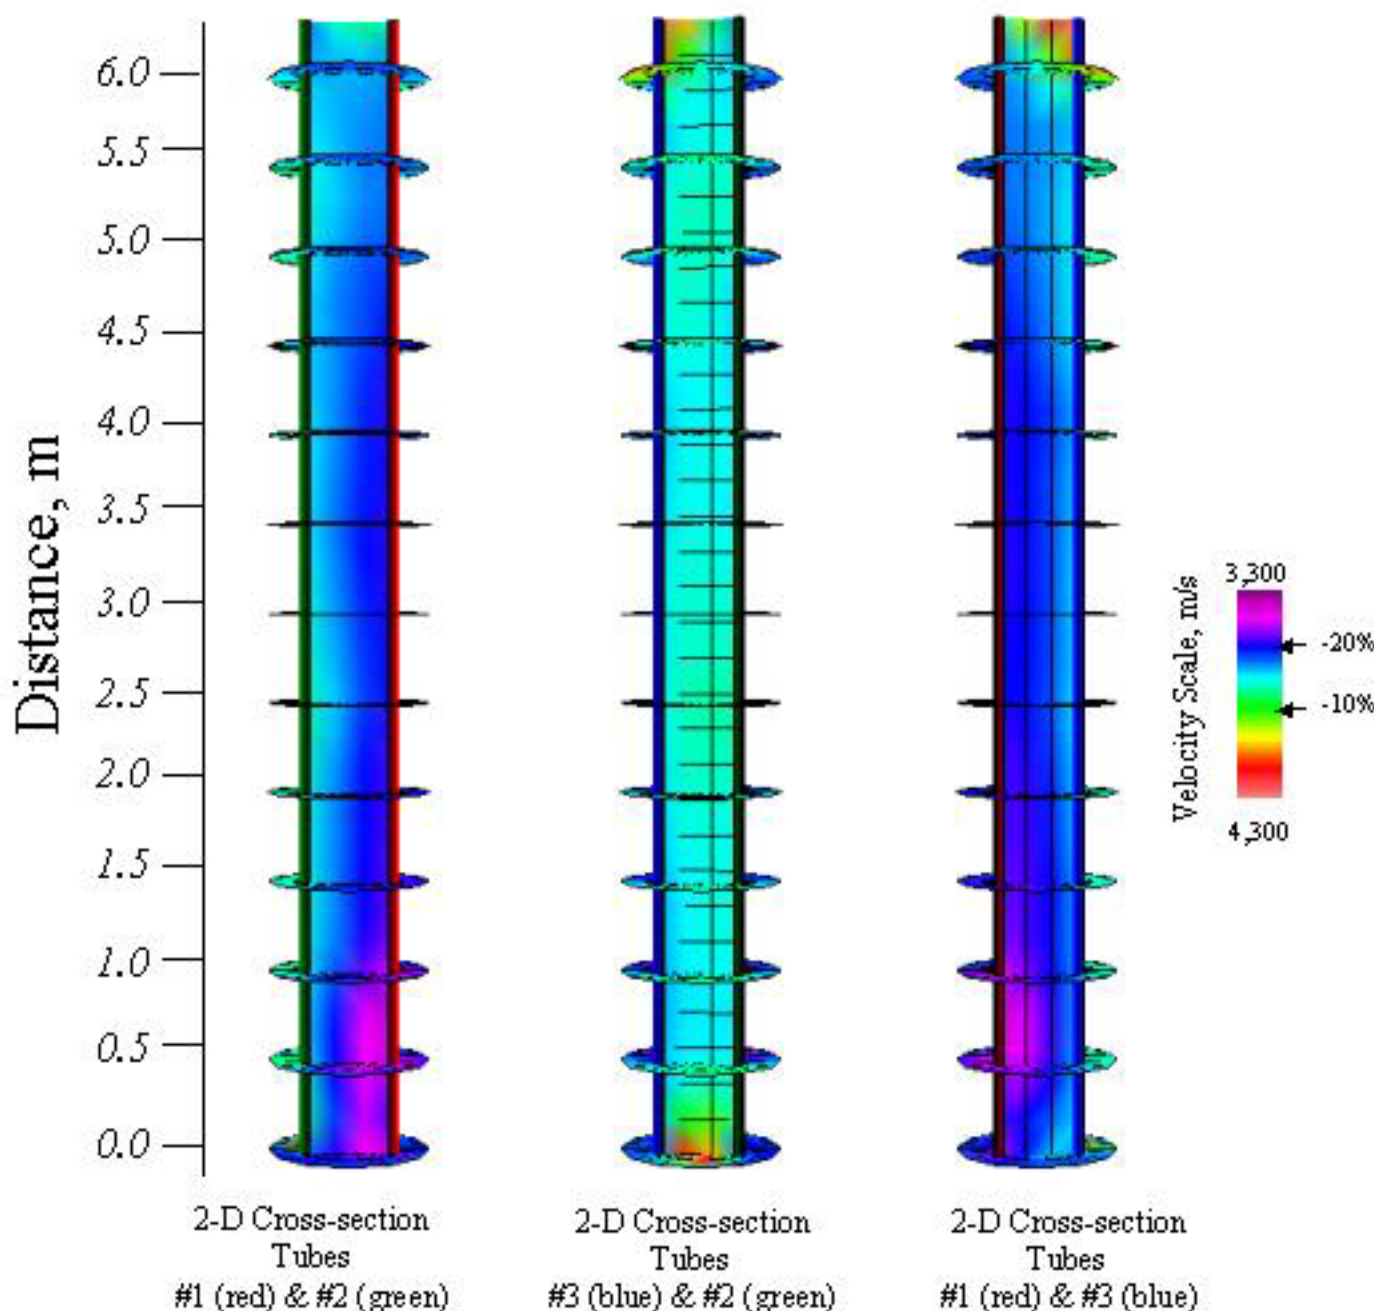 Distance, m
6.0
5.5
5.0
4.5
4.0
3.5
3.0
2.5
2.0
1.5
1.0
0.5
0.0
Velocity Scale, m/s
3,300
-20%
-10%
4,300
2-D Cross-section
Tubes
#1 (red) & #2 (green)
2-D Cross-section
Tubes
#3 (blue) & #2 (green)
2-D Cross-section
Tubes
#1 (red) & #3 (blue)